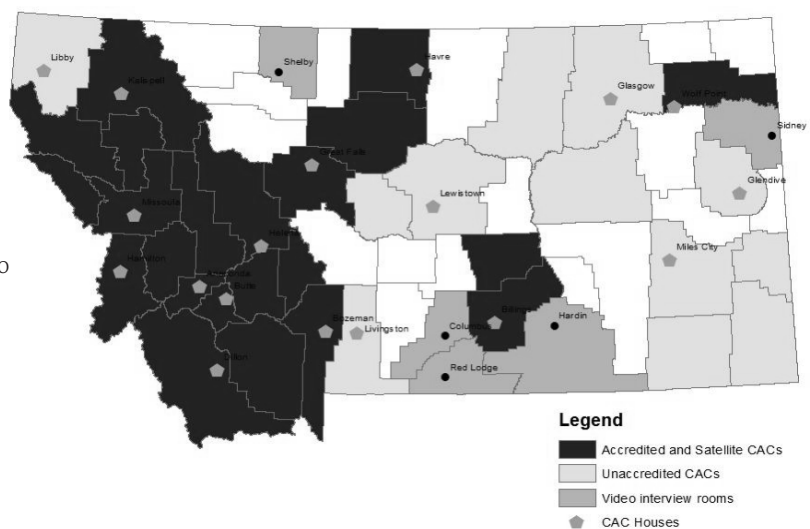 Libby
Kalispell
Shelby
Havre
Glasgow
Wolf Point
Sidney
Great Falls
Glendive
Lewistown
Missoula
Helena
Miles City
Hamilton
Anaconda
Butte
Bozeman
Livingston
Columbus
Billings
Hardin
Dillon
Red Lodge
o
Legend
Accredited and Satellite CACs
Unaccredited CACs
Video interview rooms
CAC Houses